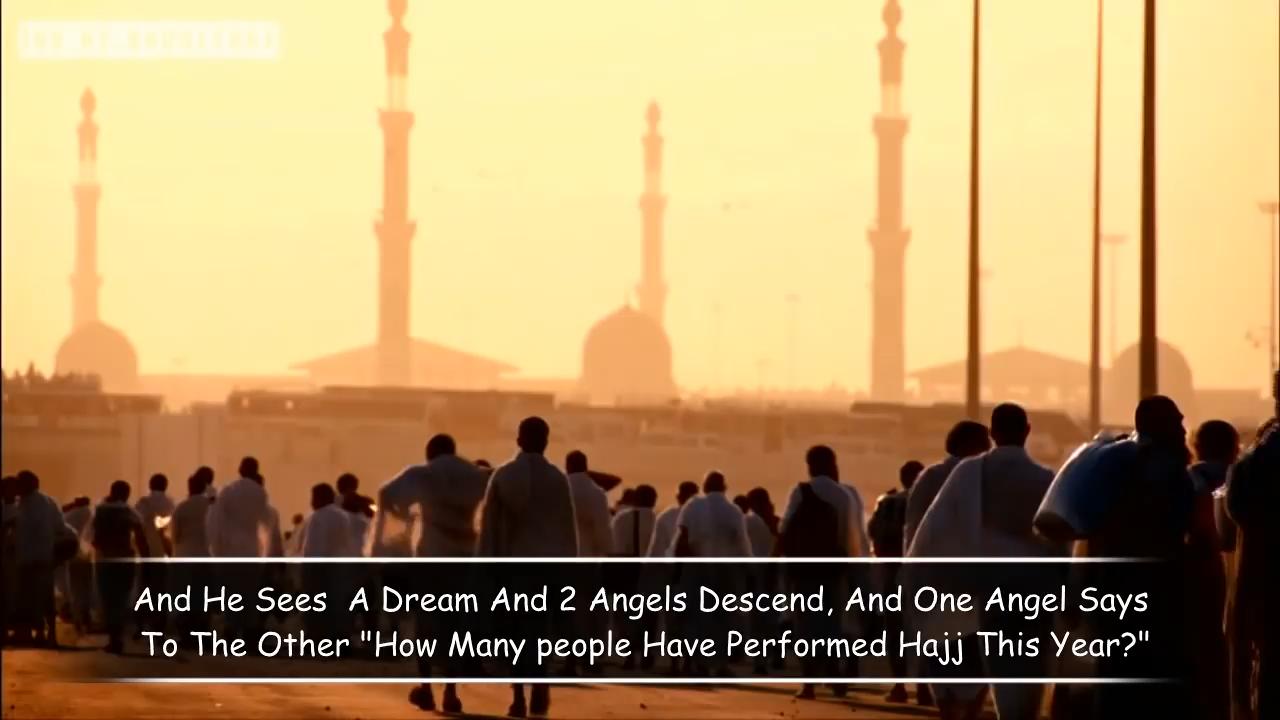 And He Sees  A Dream And 2 Angels Descend, And One Angel Says
To The Other "How Many people Have Performed Hajj This Year?"